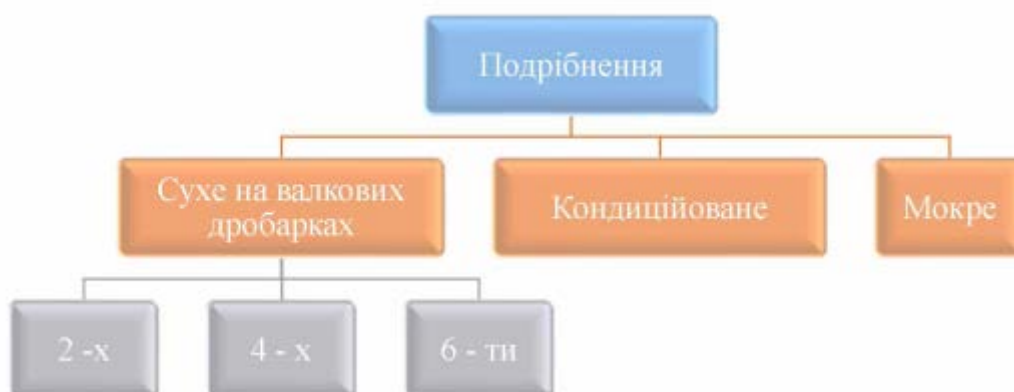 Подрібнення
Сухе на валкових
дробарках
Кондиційоване
Мокре
2 -х
4 - х
6 - ти